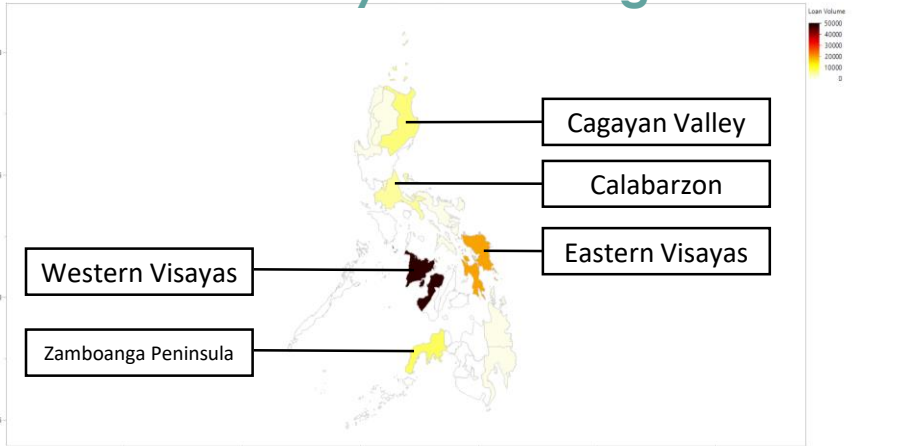 Loan Volume
50000
40000
30000
20000
10000
0
Cagayan Valley
Calabarzon
Eastern Visayas
Western Visayas
Zamboanga Peninsula